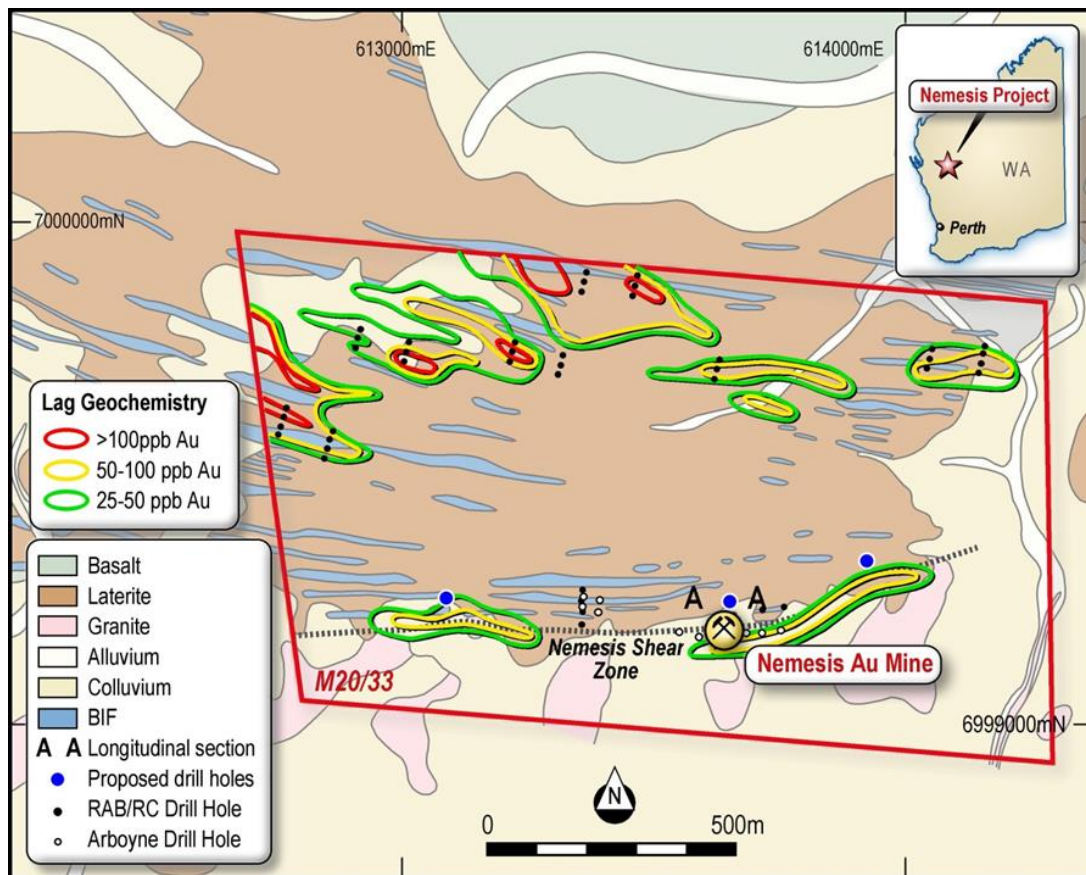 613000mE
614000mE
Nemesis Project
WA
Perth
7000000mN
Lag Geochemistry
>100ppb Au
50-100 ppb Au
25-50 ppb Au
Basalt
Laterite
Granite
Alluvium
Colluvium
BIF
A A Longitudinal section
Proposed drill holes
RAB/RC Drill Hole
Arboyne Drill Hole
A A
Nemesis Shear
Zone
Nemesis Au Mine
M20/33
6999000mN
N
0 500m